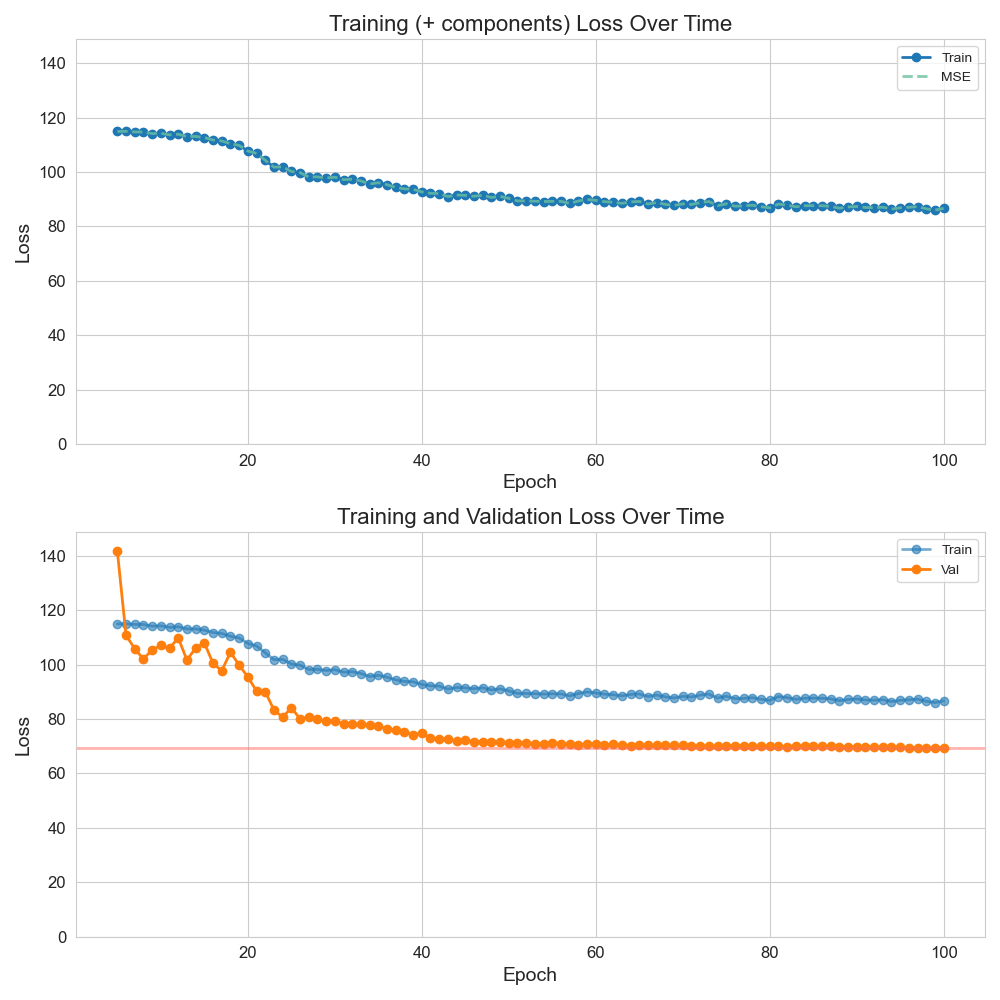 Training (+ components) Loss Over Time
Train
MSE
140
120
100
80
60
40
20
0
Loss
20 40 60 80 100
Epoch
Training and Validation Loss Over Time
Train
Val
140
120
100
80
60
40
20
0
Loss
20 40 60 80 100
Epoch